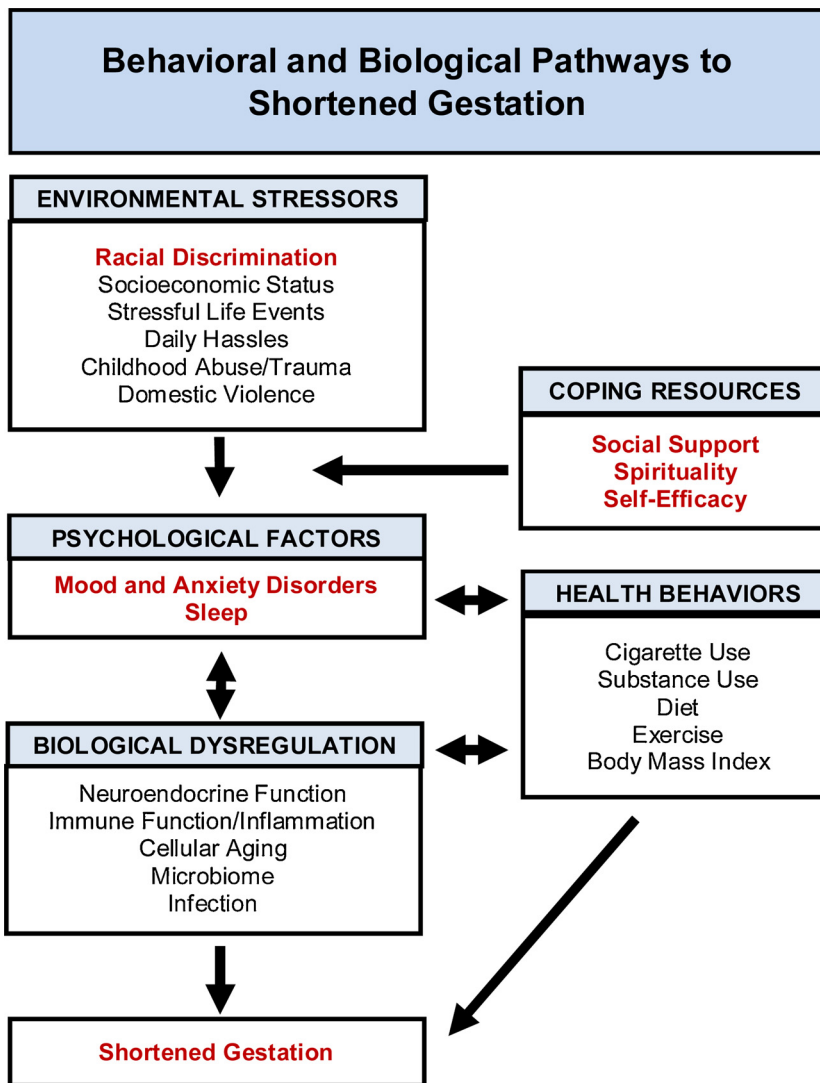 Behavioral and Biological Pathways to
Shortened Gestation
ENVIRONMENTAL STRESSORS
Racial Discrimination
Socioeconomic Status
Stressful Life Events
Daily Hassles
Childhood Abuse/Trauma
Domestic Violence
COPING RESOURCES
Social Support
Spirituality
Self-Efficacy
PSYCHOLOGICAL FACTORS
Mood and Anxiety Disorders
Sleep
HEALTH BEHAVIORS
Cigarette Use
Substance Use
Diet
Exercise
Body Mass Index
BIOLOGICAL DYSREGULATION
Neuroendocrine Function
Immune Function/Inflammation
Cellular Aging
Microbiome
Infection
Shortened Gestation